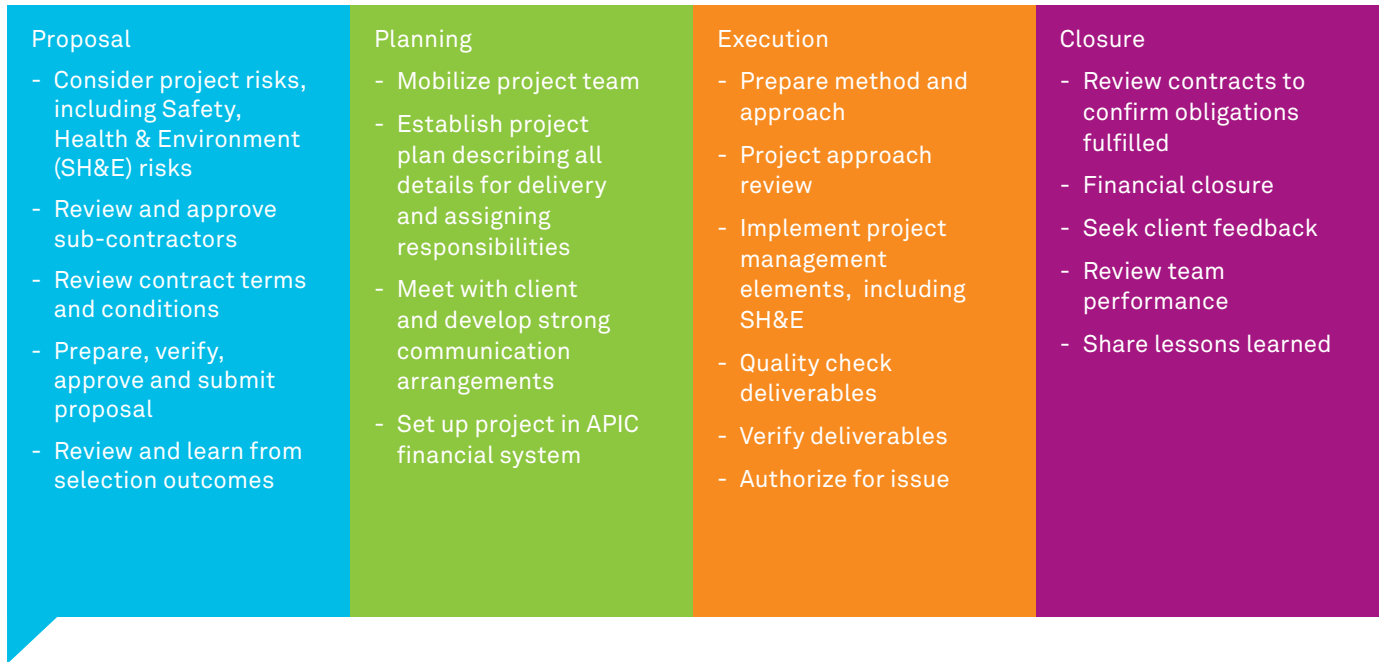 Proposal
- Consider project risks,
including Safety,
Health & Environment
(SH&E) risks
- Review and approve
sub-contractors
- Review contract terms
and conditions
- Prepare, verify,
approve and submit
proposal
- Review and learn from
selection outcomes
Planning
- Mobilize project team
- Establish project
plan describing all
details for delivery
and assigning
responsibilities
- Meet with client
and develop strong
communication
arrangements
- Set up project in APIC
financial system
Execution
- Prepare method and
approach
- Project approach
review
- Implement project
management
elements, including
SH&E
- Quality check
deliverables
- Verify deliverables
- Authorize for issue
Closure
- Review contracts to
confirm obligations
fulfilled
- Financial closure
- Seek client feedback
- Review team
performance
- Share lessons learned